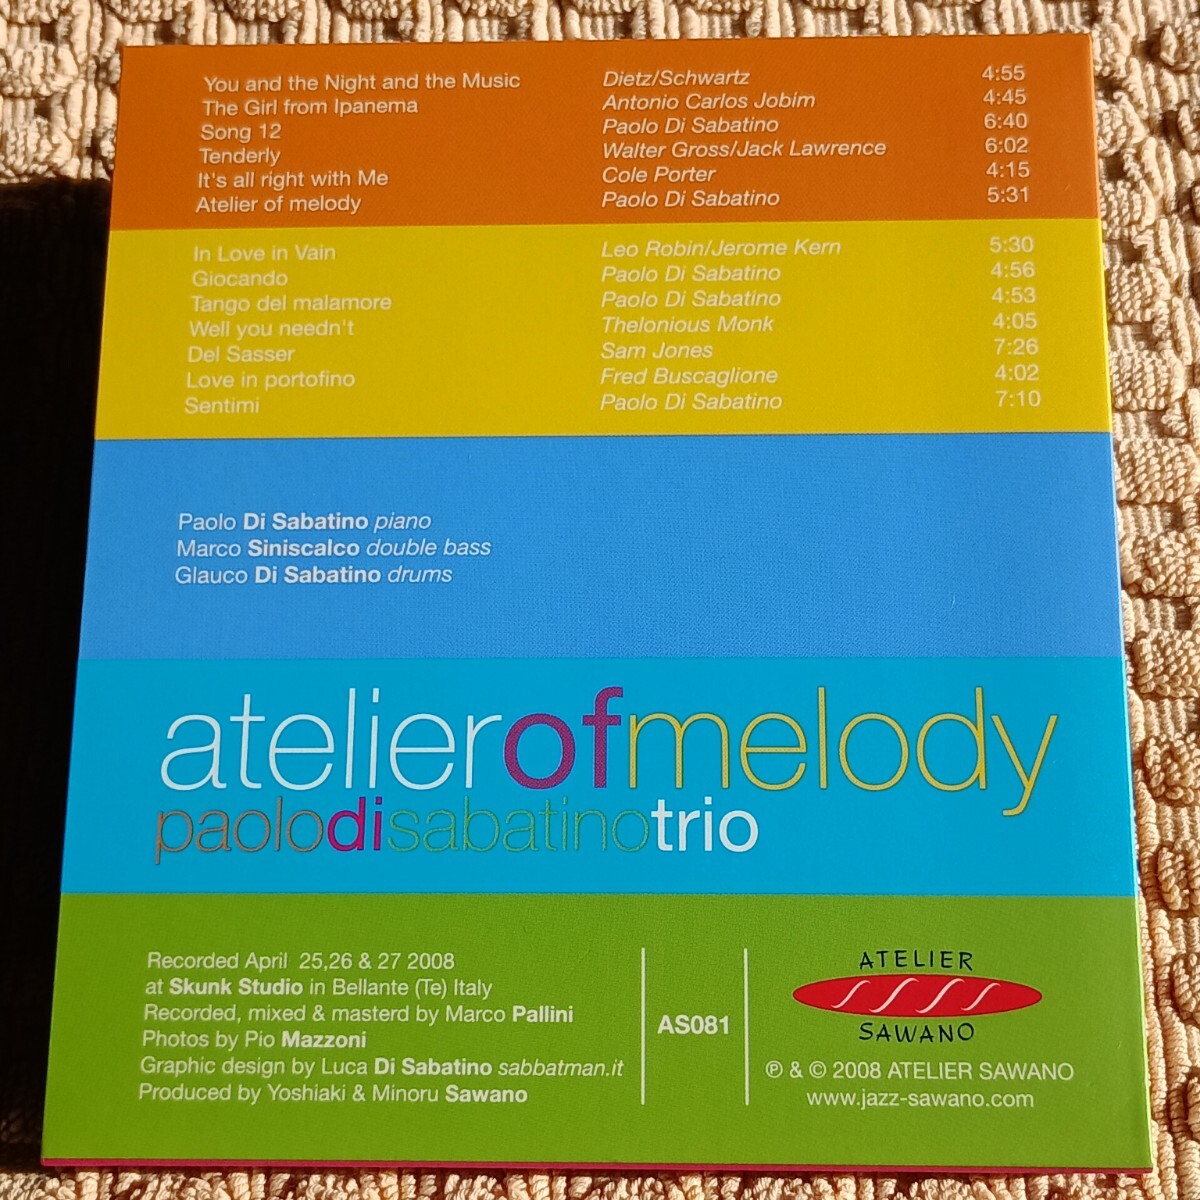 You and the Night and the Music Dietz/Schwartz 4:55
The Girl from Ipanema Antonio Carlos Jobim 4:45
Song 12 Paolo Di Sabatino 6:40
Tenderly Walter Gross/Jack Lawrence 6:02
It's all right with Me Cole Porter 4:15
Atelier of melody Paolo Di Sabatino 5:31
In Love in Vain Leo Robin/Jerome Kern 5:30
Giocando Paolo Di Sabatino 4:56
Tango del malamore Paolo Di Sabatino 4:53
Well you needn't Thelonious Monk 4:05
Del Sasser Sam Jones 7:26
Love in portofino Fred Buscaglione 4:02
Sentimi Paolo Di Sabatino 7:10
Paolo Di Sabatino piano
Marco Siniscalco double bass
Glauco Di Sabatino drums
atelierofmelody
paolodisabatinotrio
Recorded April 25,26 & 27 2008
at Skunk Studio in Bellante (Te) Italy
Recorded, mixed & masterd by Marco Pallini
Photos by Pio Mazzoni
Graphic design by Luca Di Sabatino sabbatman.it
Produced by Yoshiaki & Minoru Sawano
AS081
ATELIER
SAWANO
℗ & © 2008 ATELIER SAWANO
www.jazz-sawano.com